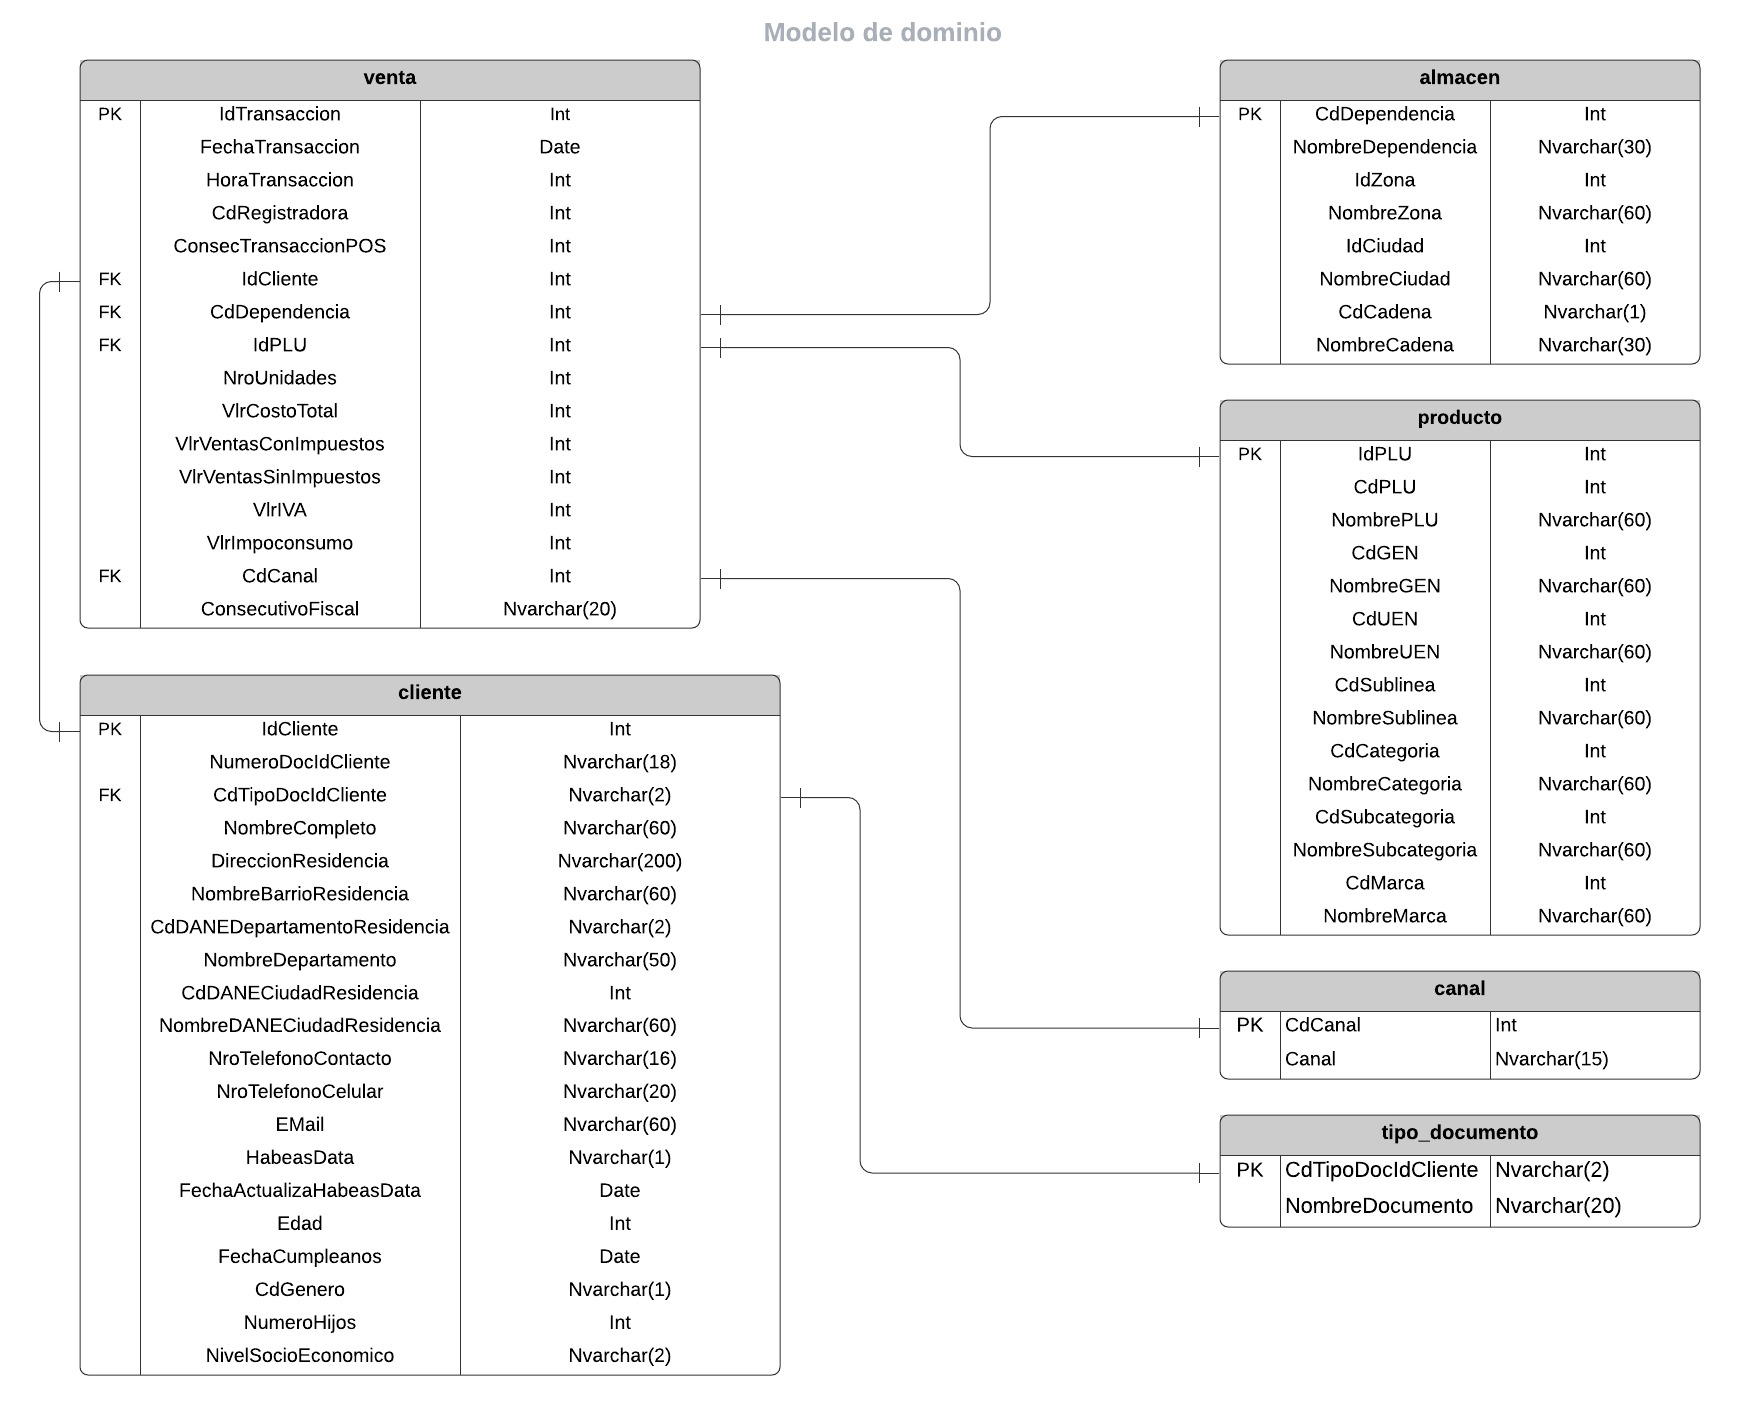 Modelo de dominio
venta
PK IdTransaccion Int
FechaTransaccion Date
HoraTransaccion Int
CdRegistradora Int
ConsecTransaccionPOS Int
FK IdCliente Int
FK CdDependencia Int
FK IdPLU Int
NroUnidades Int
VlrCostoTotal Int
VlrVentasConImpuestos Int
VlrVentasSinImpuestos Int
VlrIVA Int
VlrImpoconsumo Int
FK CdCanal Int
ConsecutivoFiscal Nvarchar(20)
cliente
PK IdCliente Int
NumeroDocIdCliente Nvarchar(18)
FK CdTipoDocIdCliente Nvarchar(2)
NombreCompleto Nvarchar(60)
DireccionResidencia Nvarchar(200)
NombreBarrioResidencia Nvarchar(60)
CdDANEDepartamentoResidencia Nvarchar(2)
NombreDepartamento Nvarchar(50)
CdDANECiudadResidencia Int
NombreDANECiudadResidencia Nvarchar(60)
NroTelefonoContacto Nvarchar(16)
NroTelefonoCelular Nvarchar(20)
EMail Nvarchar(60)
HabeasData Nvarchar(1)
FechaActualizaHabeasData Date
Edad Int
FechaCumpleanos Date
CdGenero Nvarchar(1)
NumeroHijos Int
NivelSocioEconomico Nvarchar(2)
almacen
PK CdDependencia Int
NombreDependencia Nvarchar(30)
IdZona Int
NombreZona Nvarchar(60)
IdCiudad Int
NombreCiudad Nvarchar(60)
CdCadena Nvarchar(1)
NombreCadena Nvarchar(30)
producto
PK IdPLU Int
CdPLU Int
NombrePLU Nvarchar(60)
CdGEN Int
NombreGEN Nvarchar(60)
CdUEN Int
NombreUEN Nvarchar(60)
CdSublinea Int
NombreSublinea Nvarchar(60)
CdCategoria Int
NombreCategoria Nvarchar(60)
CdSubcategoria Int
NombreSubcategoria Nvarchar(60)
CdMarca Int
NombreMarca Nvarchar(60)
canal
PK CdCanal Int
Canal Nvarchar(15)
tipo_documento
PK CdTipoDocIdCliente Nvarchar(2)
NombreDocumento Nvarchar(20)